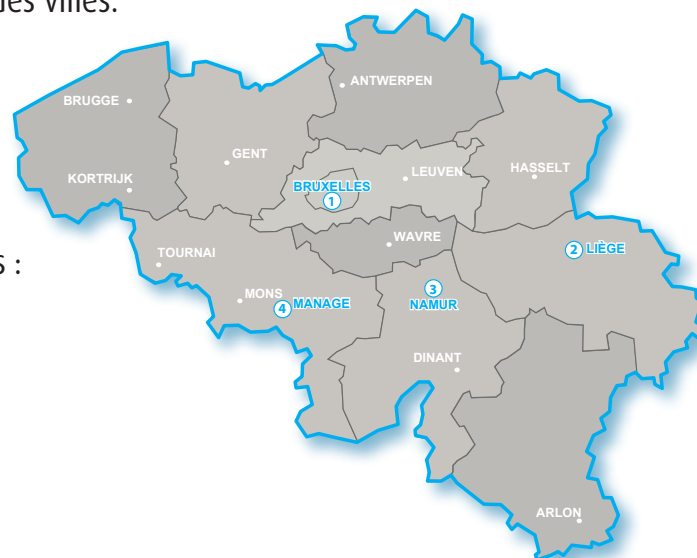 des villes.
ANTWERPEN
BRUGGE
GENT
KORTRIJK
LEUVEN
HASSELT
BRUXELLES
1
WAVRE
2 LIÈGE
TOURNAI
S :
MONS
4 MANAGE
3
NAMUR
DINANT
ARLON